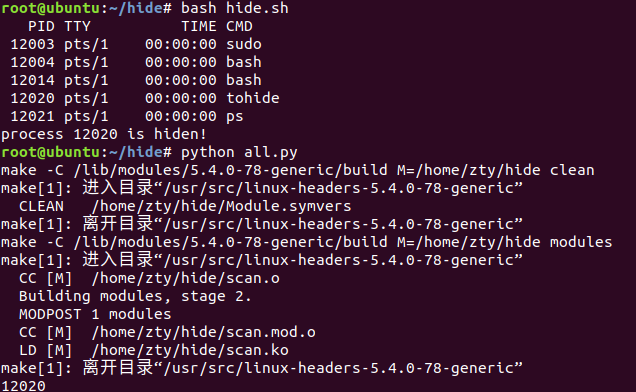 root@ubuntu:~/hide# bash hide.sh
   PID TTY          TIME CMD
 12003 pts/1    00:00:00 sudo
 12004 pts/1    00:00:00 bash
 12014 pts/1    00:00:00 bash
 12020 pts/1    00:00:00 tohide
 12021 pts/1    00:00:00 ps
process 12020 is hiden!
root@ubuntu:~/hide# python all.py
make -C /lib/modules/5.4.0-78-generic/build M=/home/zty/hide clean
make[1]: 进入目录“/usr/src/linux-headers-5.4.0-78-generic”
  CLEAN   /home/zty/hide/Module.symvers
make[1]: 离开目录“/usr/src/linux-headers-5.4.0-78-generic”
make -C /lib/modules/5.4.0-78-generic/build M=/home/zty/hide modules
make[1]: 进入目录“/usr/src/linux-headers-5.4.0-78-generic”
  CC [M]  /home/zty/hide/scan.o
  Building modules, stage 2.
  MODPOST 1 modules
  CC [M]  /home/zty/hide/scan.mod.o
  LD [M]  /home/zty/hide/scan.ko
make[1]: 离开目录“/usr/src/linux-headers-5.4.0-78-generic”
12020